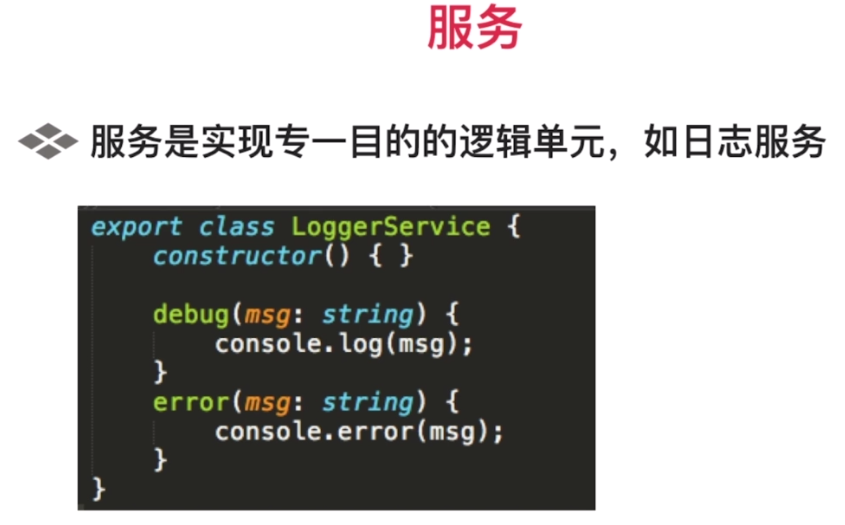 服务
服务是实现专一目的的逻辑单元，如日志服务
export class LoggerService {
    constructor() { }
    debug(msg: string) {
        console.log(msg);
    }
    error(msg: string) {
        console.error(msg);
    }
}